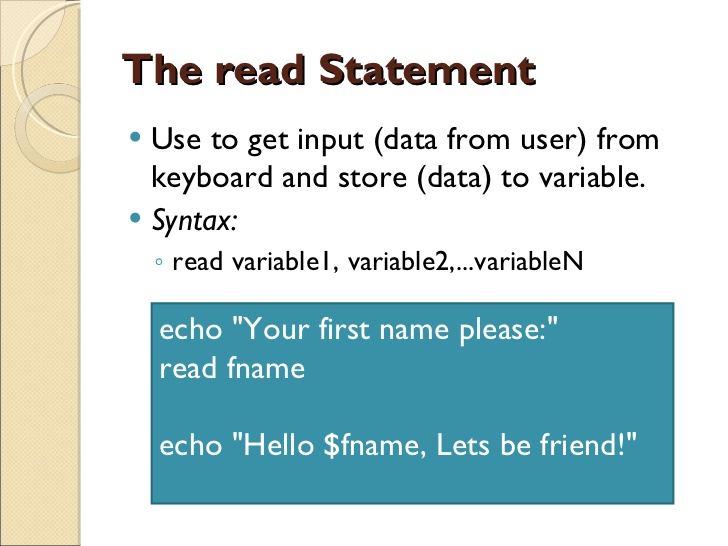 The read Statement
Use to get input (data from user) from
keyboard and store (data) to variable.
Syntax:
read variable1, variable2,...variableN
echo "Your first name please:"
read fname
echo "Hello $fname, Lets be friend!"